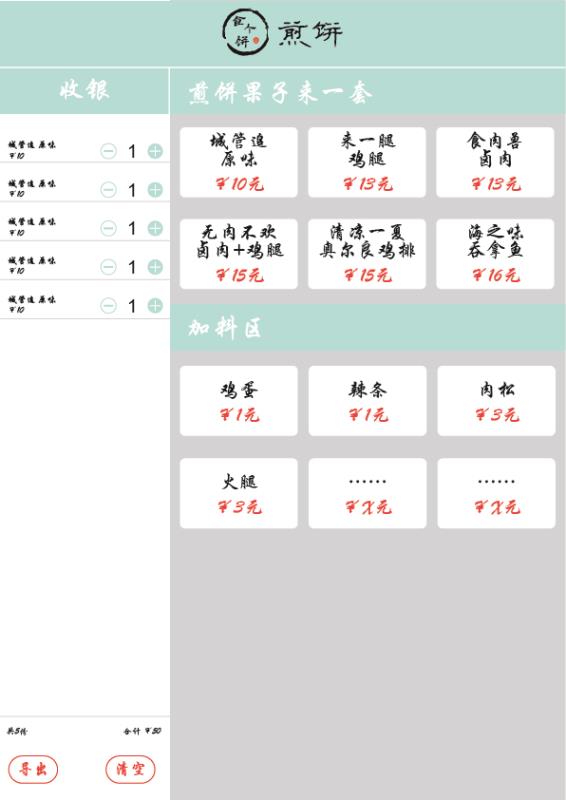 食个饼
煎饼
收银
煎饼果子来一套
城管追 原味
¥10
1
城管追 原味
¥10
1
城管追 原味
¥10
1
城管追 原味
¥10
1
城管追 原味
¥10
1
城管追
原味
¥10元
来一腿
鸡腿
¥13元
食肉兽
卤肉
¥13元
无肉不欢
卤肉+鸡腿
¥15元
清凉一夏
奥尔良鸡排
¥15元
海之味
吞拿鱼
¥16元
加料区
鸡蛋
¥1元
辣条
¥1元
肉松
¥3元
火腿
¥3元
······
¥X元
······
¥X元
共5件
合计 ¥50
导出
清空